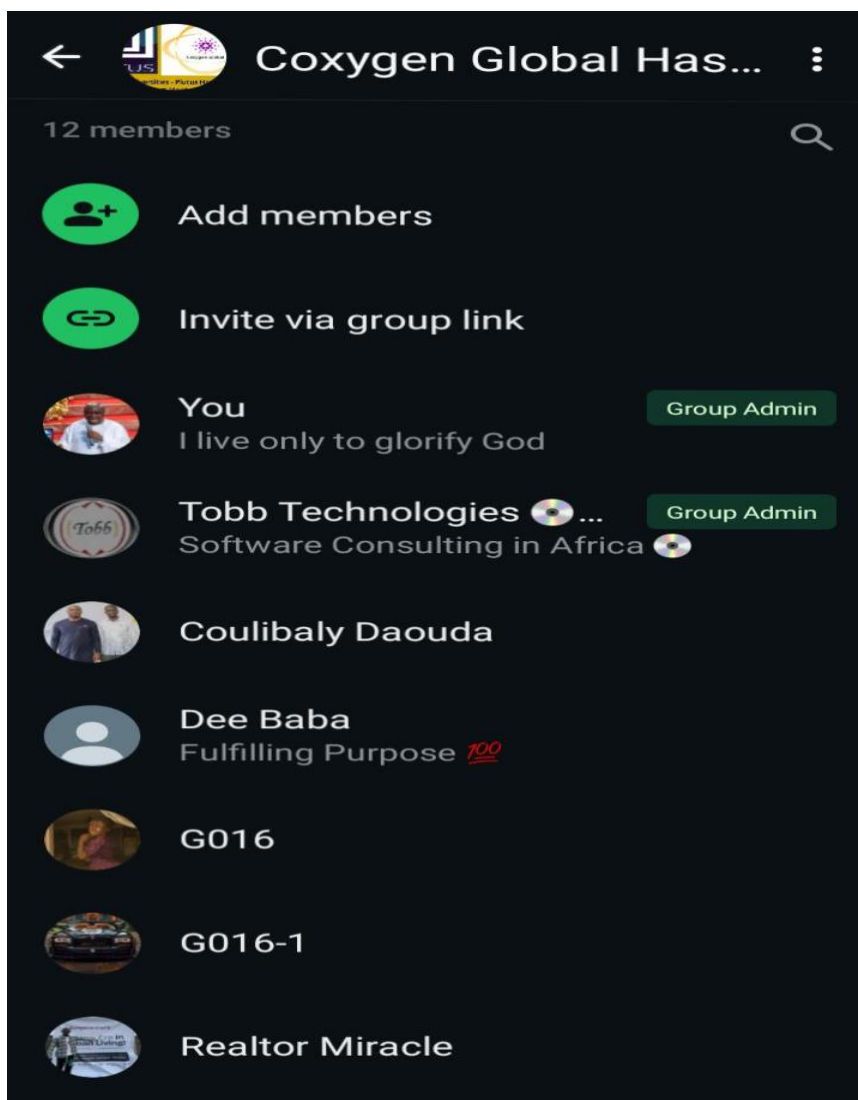 Coxygen Global Has...
12 members
Add members
Invite via group link
You
Group Admin
I live only to glorify God
Tobb
Tobb Technologies 💿...
Group Admin
Software Consulting in Africa 💿
Coulibaly Daouda
Dee Baba
Fulfilling Purpose 💯
G016
G016-1
Realtor Miracle